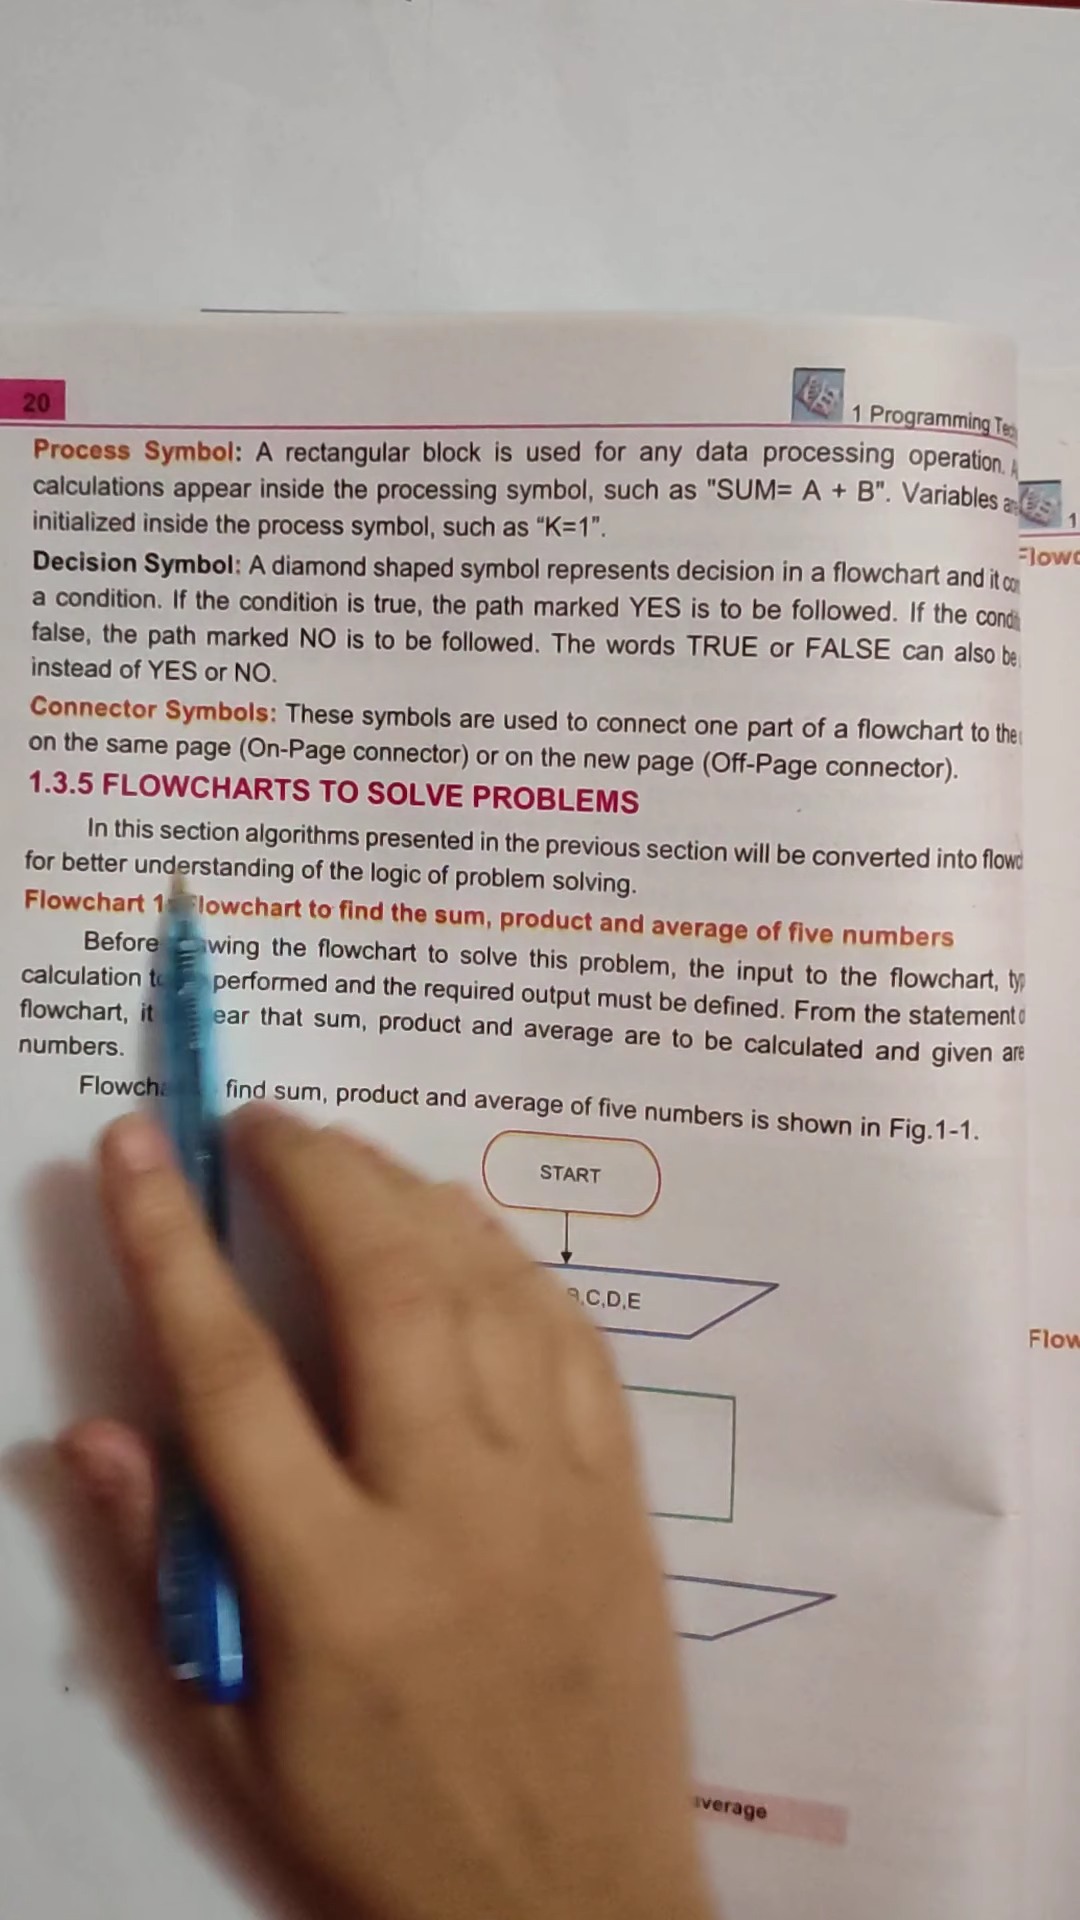 20
1 Programming
Process Symbol: A rectangular block is used for any data processing operation.
calculations appear inside the processing symbol, such as "SUM= A + B". Variables
initialized inside the process symbol, such as “K=1”.
Decision Symbol: A diamond shaped symbol represents decision in a flowchart and it
a condition. If the condition is true, the path marked YES is to be followed. If the
false, the path marked NO is to be followed. The words TRUE or FALSE can also be
instead of YES or NO.
Connector Symbols: These symbols are used to connect one part of a flowchart to the
on the same page (On-Page connector) or on the new page (Off-Page connector).
1.3.5 FLOWCHARTS TO SOLVE PROBLEMS
In this section algorithms presented in the previous section will be converted into
for better understanding of the logic of problem solving.
Flowchart 1 to find the sum, product and average of five numbers
Before the flowchart to solve this problem, the input to the flowchart,
calculation performed and the required output must be defined. From the statement
flowchart, it that sum, product and average are to be calculated and given are
numbers.
find sum, product and average of five numbers is shown in Fig.1-1.
START
C,D,E
1